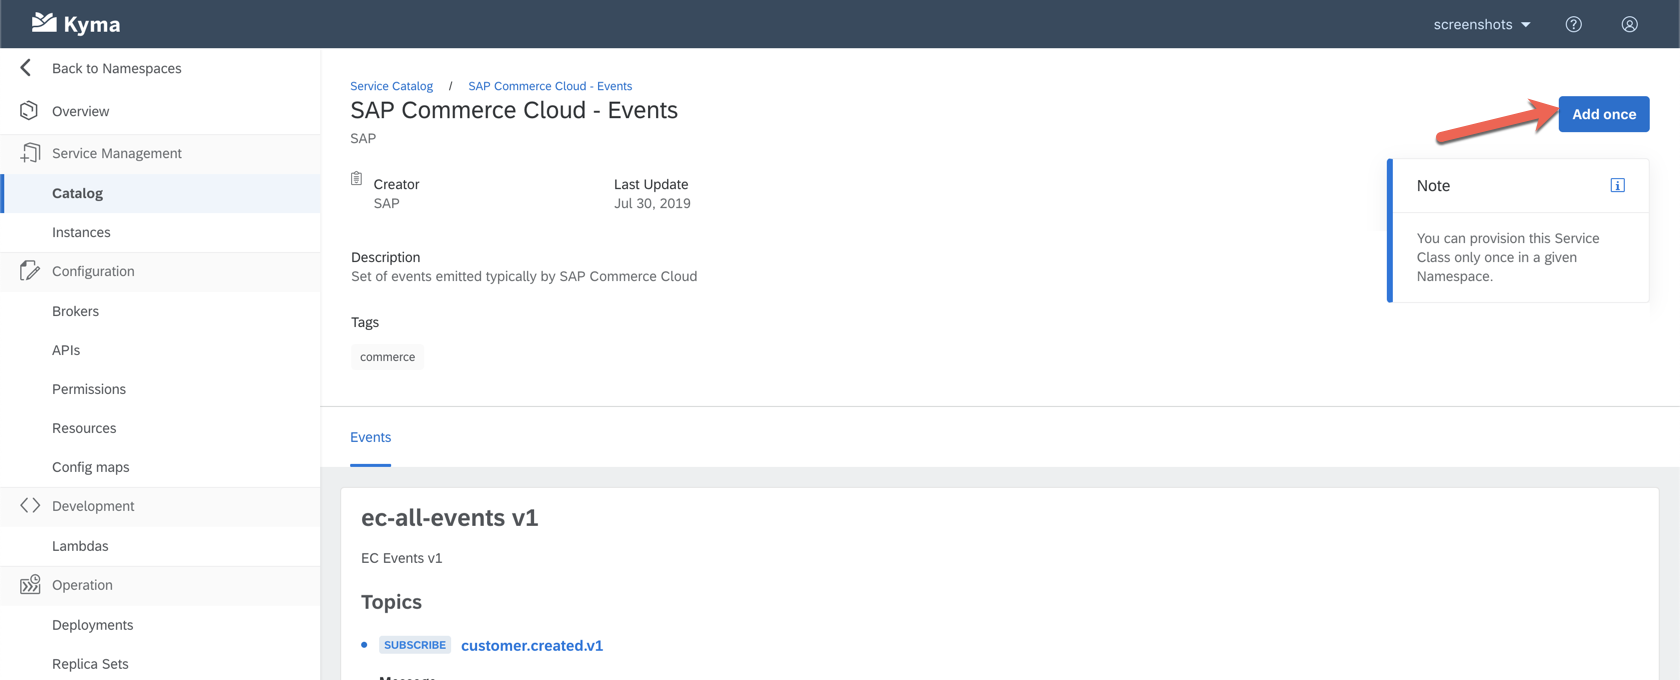 Kyma
screenshots
Back to Namespaces
Overview
Service Management
Catalog
Instances
Configuration
Brokers
APIs
Permissions
Resources
Config maps
Development
Lambdas
Operation
Deployments
Replica Sets
Service Catalog / SAP Commerce Cloud - Events
SAP Commerce Cloud - Events
SAP
Add once
Creator
SAP
Last Update
Jul 30, 2019
Note
You can provision this Service
Class only once in a given
Namespace.
Description
Set of events emitted typically by SAP Commerce Cloud
Tags
commerce
Events
ec-all-events v1
EC Events v1
Topics
SUBSCRIBE customer.created.v1